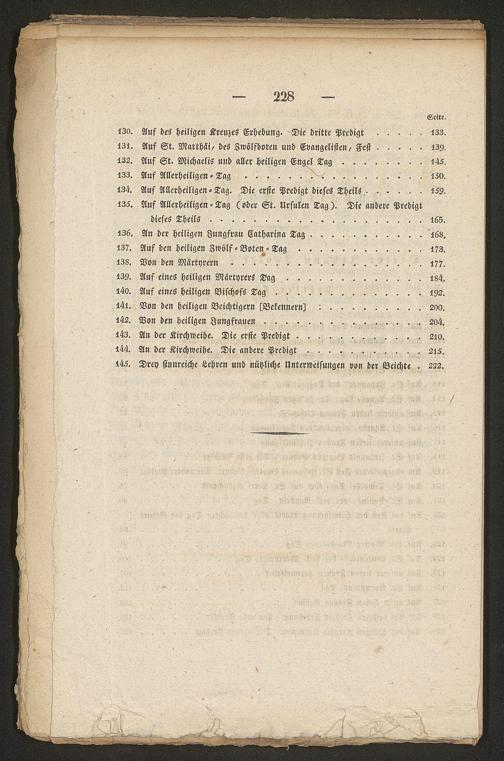 — 228 —
Seite.
130. Auf des heiligen Kreuzes Erhebung. Die dritte Predigt . . . . . 133.
131. Auf St. Matthäi, des Zwölfboten und Evangelisten, Fest . . . . . 139.
132. Auf St. Michaelis und aller heiligen Engel Tag . . . . . . . . 145.
133. Auf Allerheiligen-Tag . . . . . . . . . . . . . . . . . 150.
134. Auf Allerheiligen-Tag. Die erste Predigt dieses Theils . . . . . . 159.
135. Auf Allerheiligen-Tag (oder St. Ursulen Tag). Die andere Predigt
dieses Theils . . . . . . . . . . . . . . . . . . 165.
136. An der heiligen Jungfrau Catharina Tag . . . . . . . . . . . 168.
137. Auf den heiligen Zwölf-Boten-Tag . . . . . . . . . . . . . 173.
138. Von den Märtyrern . . . . . . . . . . . . . . . . . . 177.
139. Auf eines heiligen Märtyrers Tag . . . . . . . . . . . . . 184.
140. Auf eines heiligen Bischofs Tag . . . . . . . . . . . . . . 192.
141. Von den heiligen Beichtigern [Bekennern] . . . . . . . . . . 200.
142. Von den heiligen Jungfrauen . . . . . . . . . . . . . . . 204.
143. An der Kirchweihe. Die erste Predigt . . . . . . . . . . . . 210.
144. An der Kirchweihe. Die andere Predigt . . . . . . . . . . . 215.
145. Drey sinnreiche Lehren und nützliche Unterweisungen von der Beichte . 222.